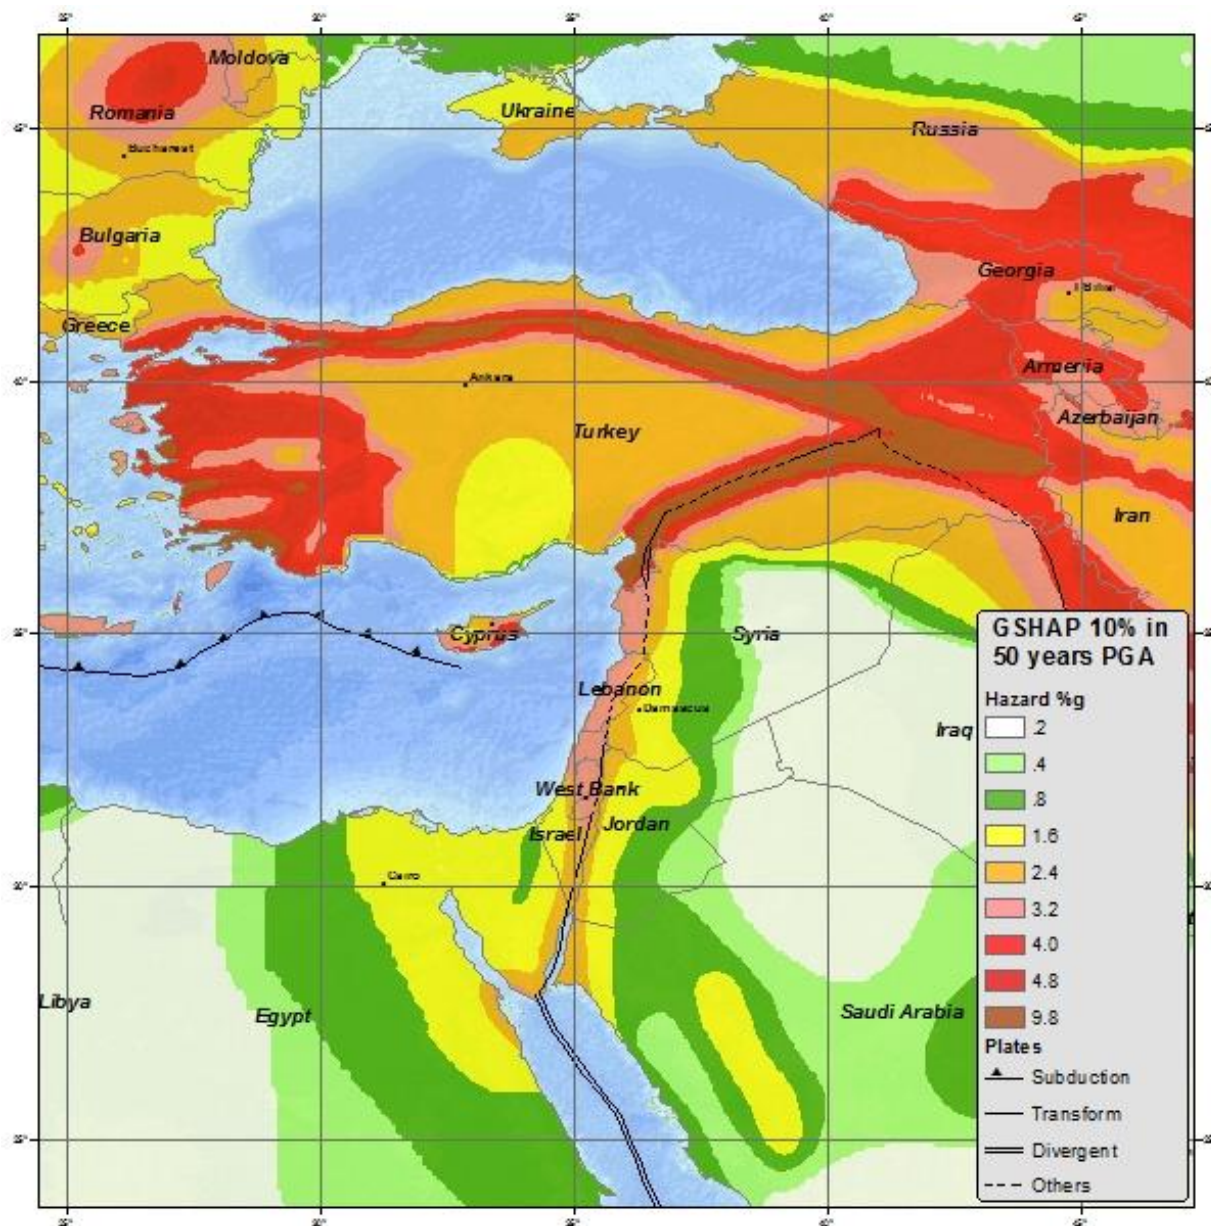 Moldova
Romania
Ukraine
Russia
Bucharest
Bulgaria
Georgia
T'Bilisi
Greece
Armenia
Ankara
Azerbaijan
Turkey
Iran
Cyprus
Syria
Lebanon
Damascus
Iraq
West Bank
Israel
Jordan
Cairo
Libya
Egypt
Saudi Arabia
GSHAP 10% in
50 years PGA
Hazard %g
.2
.4
.8
1.6
2.4
3.2
4.0
4.8
9.8
Plates
Subduction
Transform
Divergent
Others